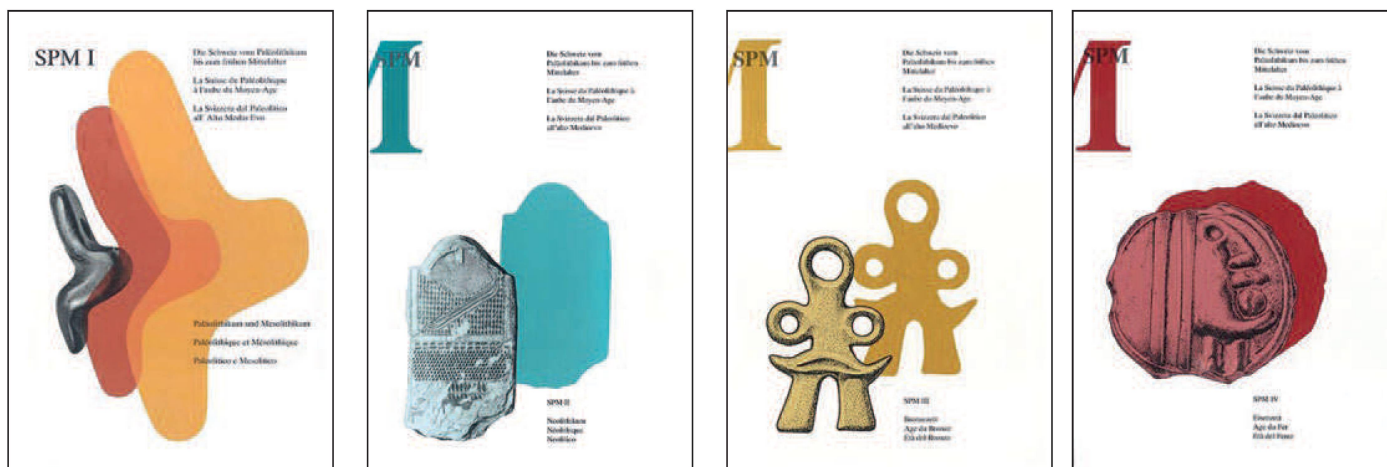 SPM I
Die Schweiz vom Paläolithikum
bis zum frühen Mittelalter
La Suisse du Paléolithique
à l'aube du Moyen-Age
La Svizzera dal Paleolitico
all' Alto Medio Evo
Paläolithikum und Mesolithikum
Paléolithique et Mésolithique
Paleolitico e Mesolitico
M
SPM
Die Schweiz vom
Paläolithikum bis zum frühen
Mittelalter
La Suisse du Paléolithique à
l'aube du Moyen-Age
La Svizzera dal Paleolitico
all'alto Medioevo
SPM II
Neolithikum
Néolithique
Neolitico
M
SPM
Die Schweiz vom
Paläolithikum bis zum frühen
Mittelalter
La Suisse du Paléolithique à
l'aube du Moyen-Age
La Svizzera dal Paleolitico
all'alto Medioevo
SPM III
Bronzezeit
Age du Bronze
Età del Bronzo
M
SPM
Die Schweiz vom
Paläolithikum bis zum frühen
Mittelalter
La Suisse du Paléolithique à
l'aube du Moyen-Age
La Svizzera dal Paleolitico
all'alto Medioevo
SPM IV
Eisenzeit
Age du Fer
Età del Ferro